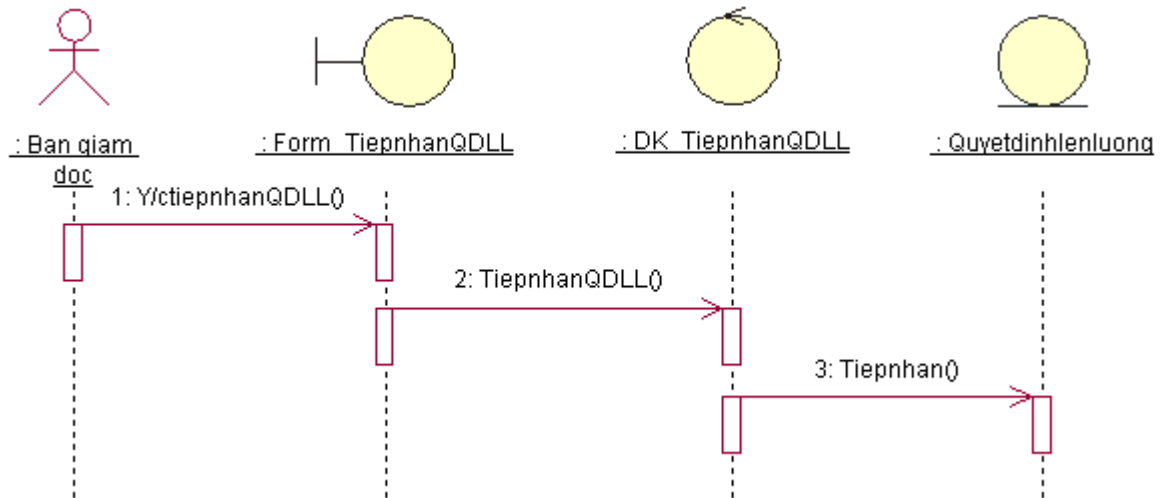 : Ban giam
doc
: Form_TiepnhanQDLL
: DK_TiepnhanQDLL
: Quyetdinhlenluong
1: Y/ctiepnhanQDLL()
2: TiepnhanQDLL()
3: Tiepnhan()